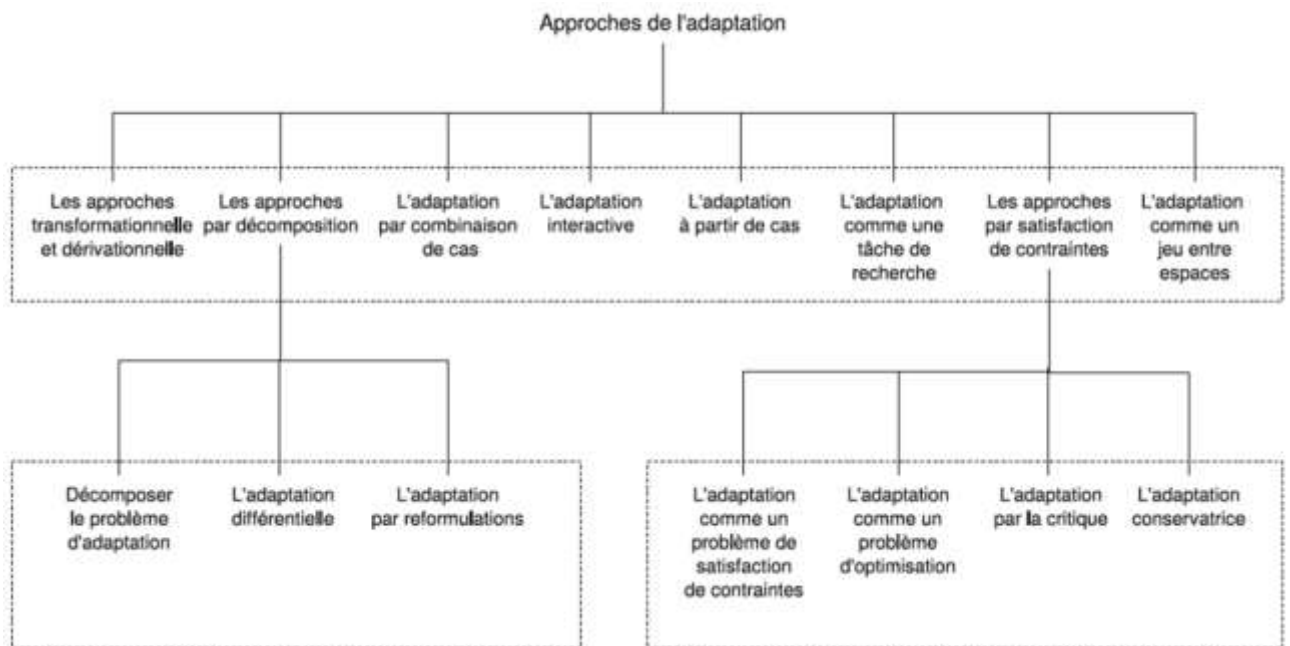 Approches de l'adaptation
Les approches
transformationnelle
et dérivationnelle
Les approches
par décomposition
L'adaptation
par combinaison
de cas
L'adaptation
interactive
L'adaptation
à partir de cas
L'adaptation
comme une
tâche de
recherche
Les approches
par satisfaction
de contraintes
L'adaptation
comme un
jeu entre
espaces
Décomposer
le problème
d'adaptation
L'adaptation
différentielle
L'adaptation
par reformulations
L'adaptation
comme un
problème de
satisfaction
de contraintes
L'adaptation
comme un
problème
d'optimisation
L'adaptation
par la critique
L'adaptation
conservatrice